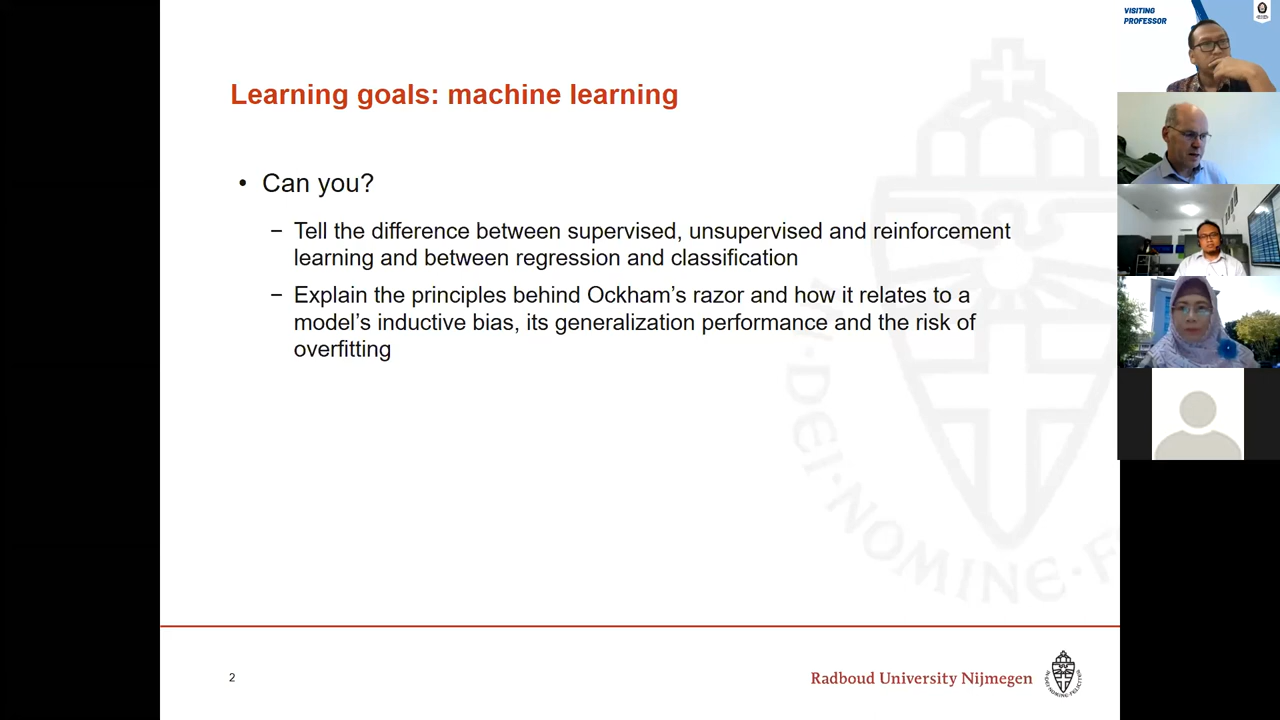 VISITING
PROFESSOR
Learning goals: machine learning
• Can you?
− Tell the difference between supervised, unsupervised and reinforcement
learning and between regression and classification
− Explain the principles behind Ockham's razor and how it relates to a
model's inductive bias, its generalization performance and the risk of
overfitting
DEI · NOMINE · F
2
Radboud University Nijmegen